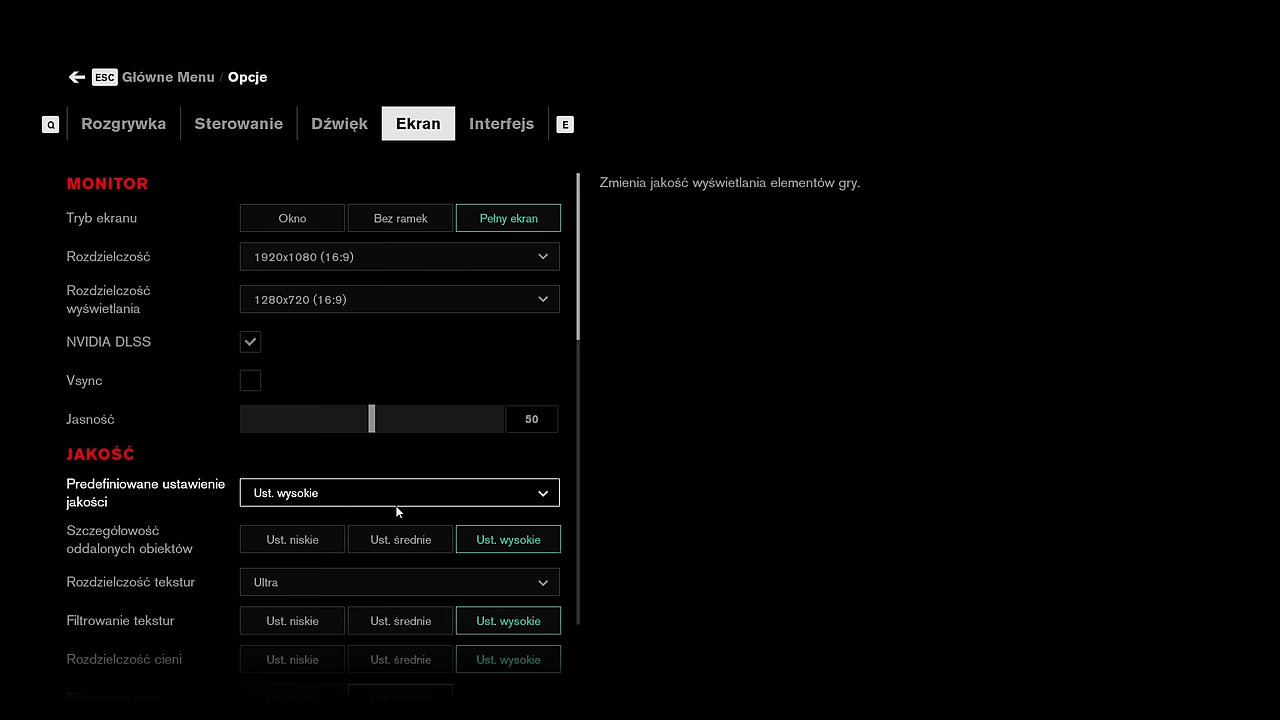 ESC Główne Menu / Opcje
Q Rozgrywka Sterowanie Dźwięk Ekran Interfejs E
MONITOR
Zmienia jakość wyświetlania elementów gry.
Tryb ekranu Okno Bez ramek Pełny ekran
Rozdzielczość 1920x1080 (16:9)
Rozdzielczość
wyświetlania 1280x720 (16:9)
NVIDIA DLSS
Vsync
Jasność 50
JAKOŚĆ
Predefiniowane ustawienie
jakości Ust. wysokie
Szczegółowość
oddalonych obiektów Ust. niskie Ust. średnie Ust. wysokie
Rozdzielczość tekstur Ultra
Filtrowanie tekstur Ust. niskie Ust. średnie Ust. wysokie
Rozdzielczość cieni Ust. niskie Ust. średnie Ust. wysokie